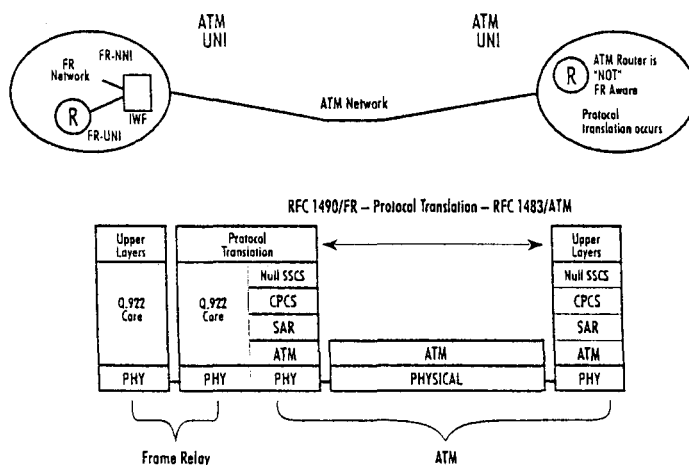 ATM
UNI
ATM
UNI
FR-NNI
FR
Network
R
IWF
FR-UNI
ATM Network
R
ATM Router is
"NOT"
FR Aware
Protocol
translation occurs
RFC 1490/FR – Protocol Translation – RFC 1483/ATM
Upper
Layers
Protocol
Translation
Upper
Layers
Q.922
Core
Q.922
Core
Null SSCS
CPCS
SAR
ATM
ATM
Null SSCS
CPCS
SAR
ATM
PHY
PHY
PHY
PHYSICAL
PHY
Frame Relay
ATM